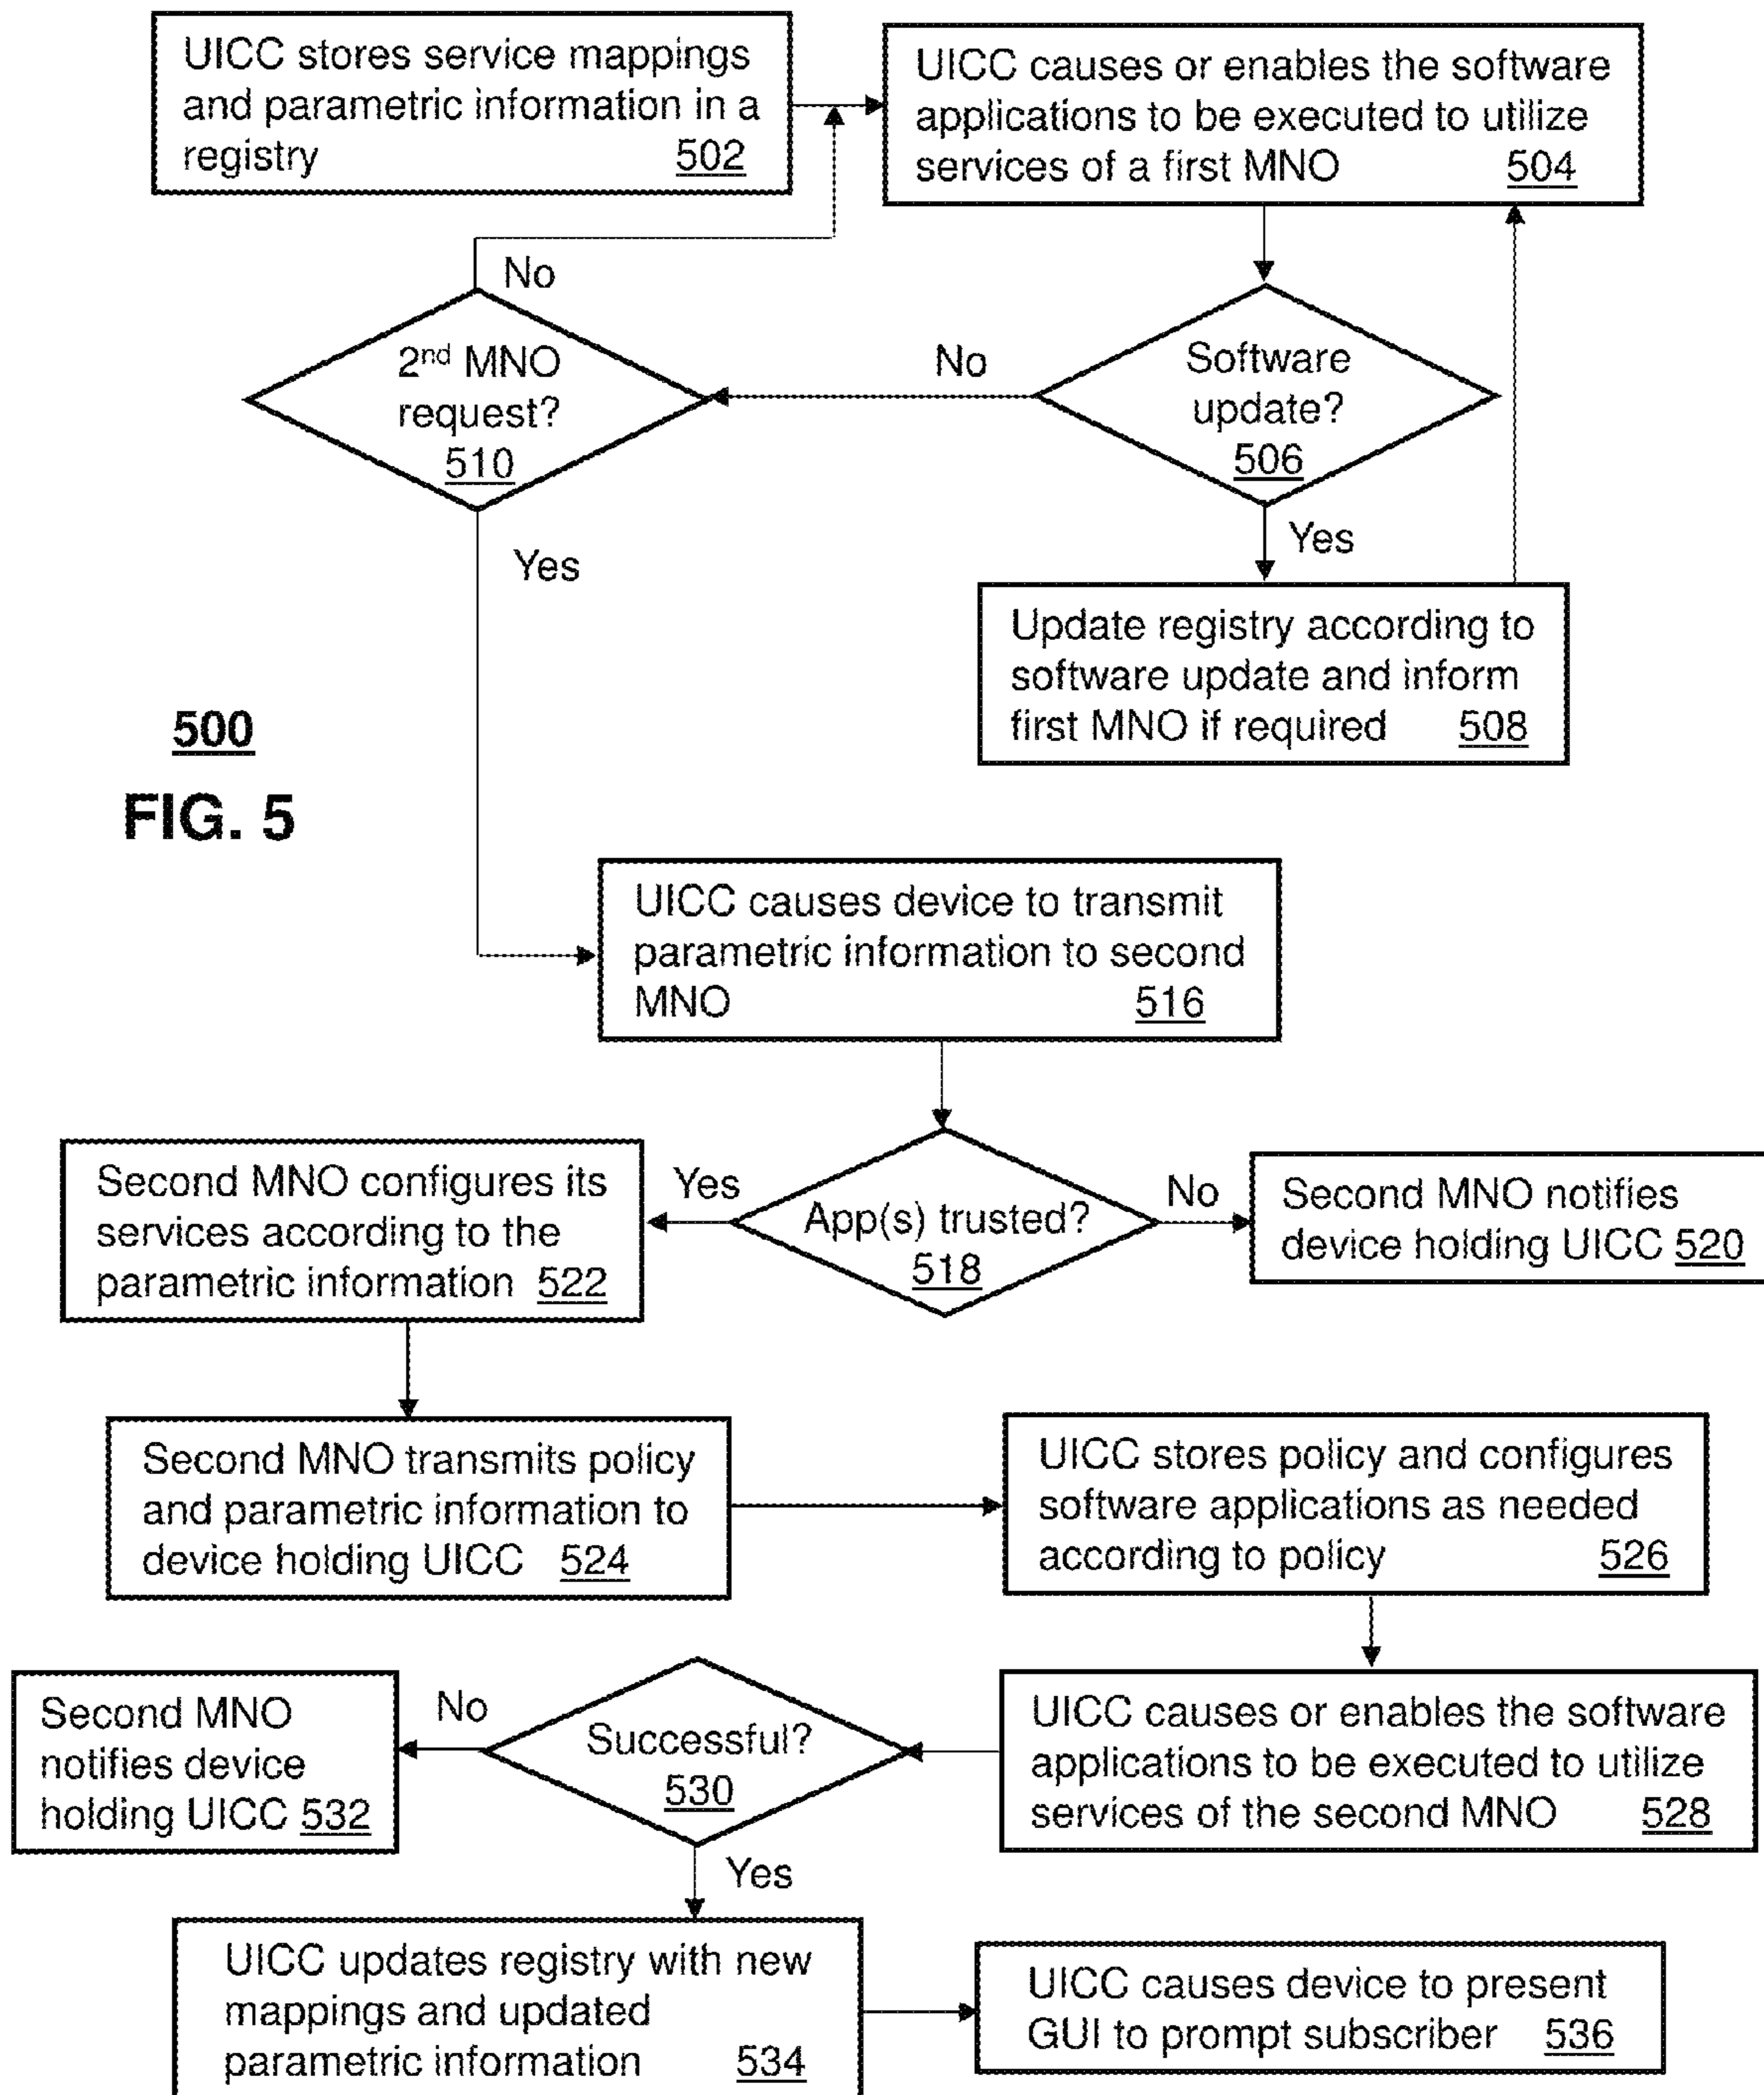 UICC stores service mappings
and parametric information in a
registry 502
UICC causes or enables the software
applications to be executed to utilize
services of a first MNO 504
No
2nd MNO
request?
510
No
Software
update?
506
Yes
Yes
Update registry according to
software update and inform
first MNO if required 508
500
FIG. 5
UICC causes device to transmit
parametric information to second
MNO 516
Second MNO configures its
services according to the
parametric information 522
Yes
App(s) trusted?
518
No
Second MNO notifies
device holding UICC 520
Second MNO transmits policy
and parametric information to
device holding UICC 524
UICC stores policy and configures
software applications as needed
according to policy 526
Second MNO
notifies device
holding UICC 532
No
Successful?
530
UICC causes or enables the software
applications to be executed to utilize
services of the second MNO 528
Yes
UICC updates registry with new
mappings and updated
parametric information 534
UICC causes device to present
GUI to prompt subscriber 536